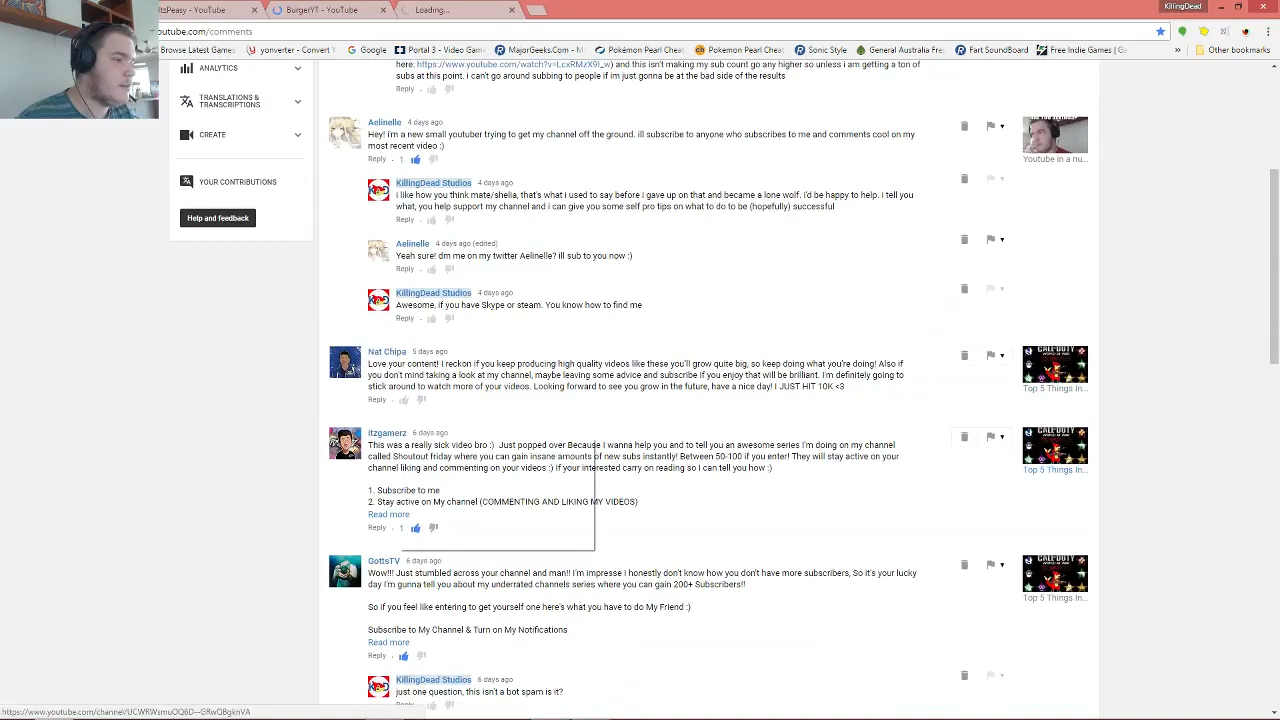 tzPeasy - YouTube
BurgerYT - YouTube
Loading...
KillingDead
outube.com/comments
Browse Latest Games
yonverter - Convert Y
Google
Portal 3 - Video Game
MajorGeeks.Com - M
Pokémon Pearl Cheat
Pokemon Pearl Cheat
Sonic Style
General Australia Fres
Fart SoundBoard
Free Indie Games | Ga
Other bookmarks
ANALYTICS
TRANSLATIONS &
TRANSCRIPTIONS
CREATE
YOUR CONTRIBUTIONS
Help and feedback
here: https://www.youtube.com/watch?v=LcxRMzX9I_w) and this isn't making my sub count go any higher so unless i am getting a ton of
subs at this point. i can't go around subbing to people if im just gonna be at the bad side of the results
Reply
Aelinelle 4 days ago
Hey! i'm a new small youtuber trying to get my channel off the ground. ill subscribe to anyone who subscribes to me and comments cool on my
most recent video :)
Reply · 1
Youtube in a nu...
KillingDead Studios 4 days ago
i like how you think mate/shelia, that's what I used to say before i gave up on that and became a lone wolf. i'd be happy to help. i tell you
what, you help support my channel and i can give you some self pro tips on what to do to be (hopefully) successful
Reply ·
Aelinelle 4 days ago (edited)
Yeah sure! dm me on my twitter Aelinelle? ill sub to you now :)
Reply ·
KillingDead Studios 4 days ago
Awesome, if you have Skype or steam. You know how to find me
Reply ·
Nat Chipa 5 days ago
Love your content! I reckon if you keep producing high quality videos like these you'll grow quite big, so keep doing what you're doing! Also if
you don't mind taking a look at my channel, maybe leaving some advice and subscribe if you enjoy that will be brilliant. I'm definitely going to
stick around to watch more of your videos. Looking forward to see you grow in the future, have a nice day! I JUST HIT 10K <3
Reply ·
CALL OF DUTY
Top 5 Things In...
itzgamerz 6 days ago
This was a really sick video bro :) Just popped over Because I wanna help you and to tell you an awesome series I'm doing on my channel
called Shoutout friday where you can gain insane amounts of new subs instantly! Between 50-100 if you enter! They will stay active on your
channel liking and commenting on your videos :) if your interested carry on reading so I can tell you how :)
1. Subscribe to me
2. Stay active on My channel (COMMENTING AND LIKING MY VIDEOS)
Read more
Reply · 1
CALL OF DUTY
Top 5 Things In...
GottsTV 6 days ago
Wow!!! Just stumbled across your channel and man!! I'm impresse I honestly don't know how you don't have more subscribers, So it's your lucky
day I'm gunna tell you about my underrated channels series where you can gain 200+ Subscribers!!
So if you feel like entering to get yourself one here's what you have to do My Friend :)
Subscribe to My Channel & Turn on My Notifications
Read more
Reply ·
CALL OF DUTY
Top 5 Things In...
KillingDead Studios 6 days ago
just one question, this isn't a bot spam is it?
Reply ·